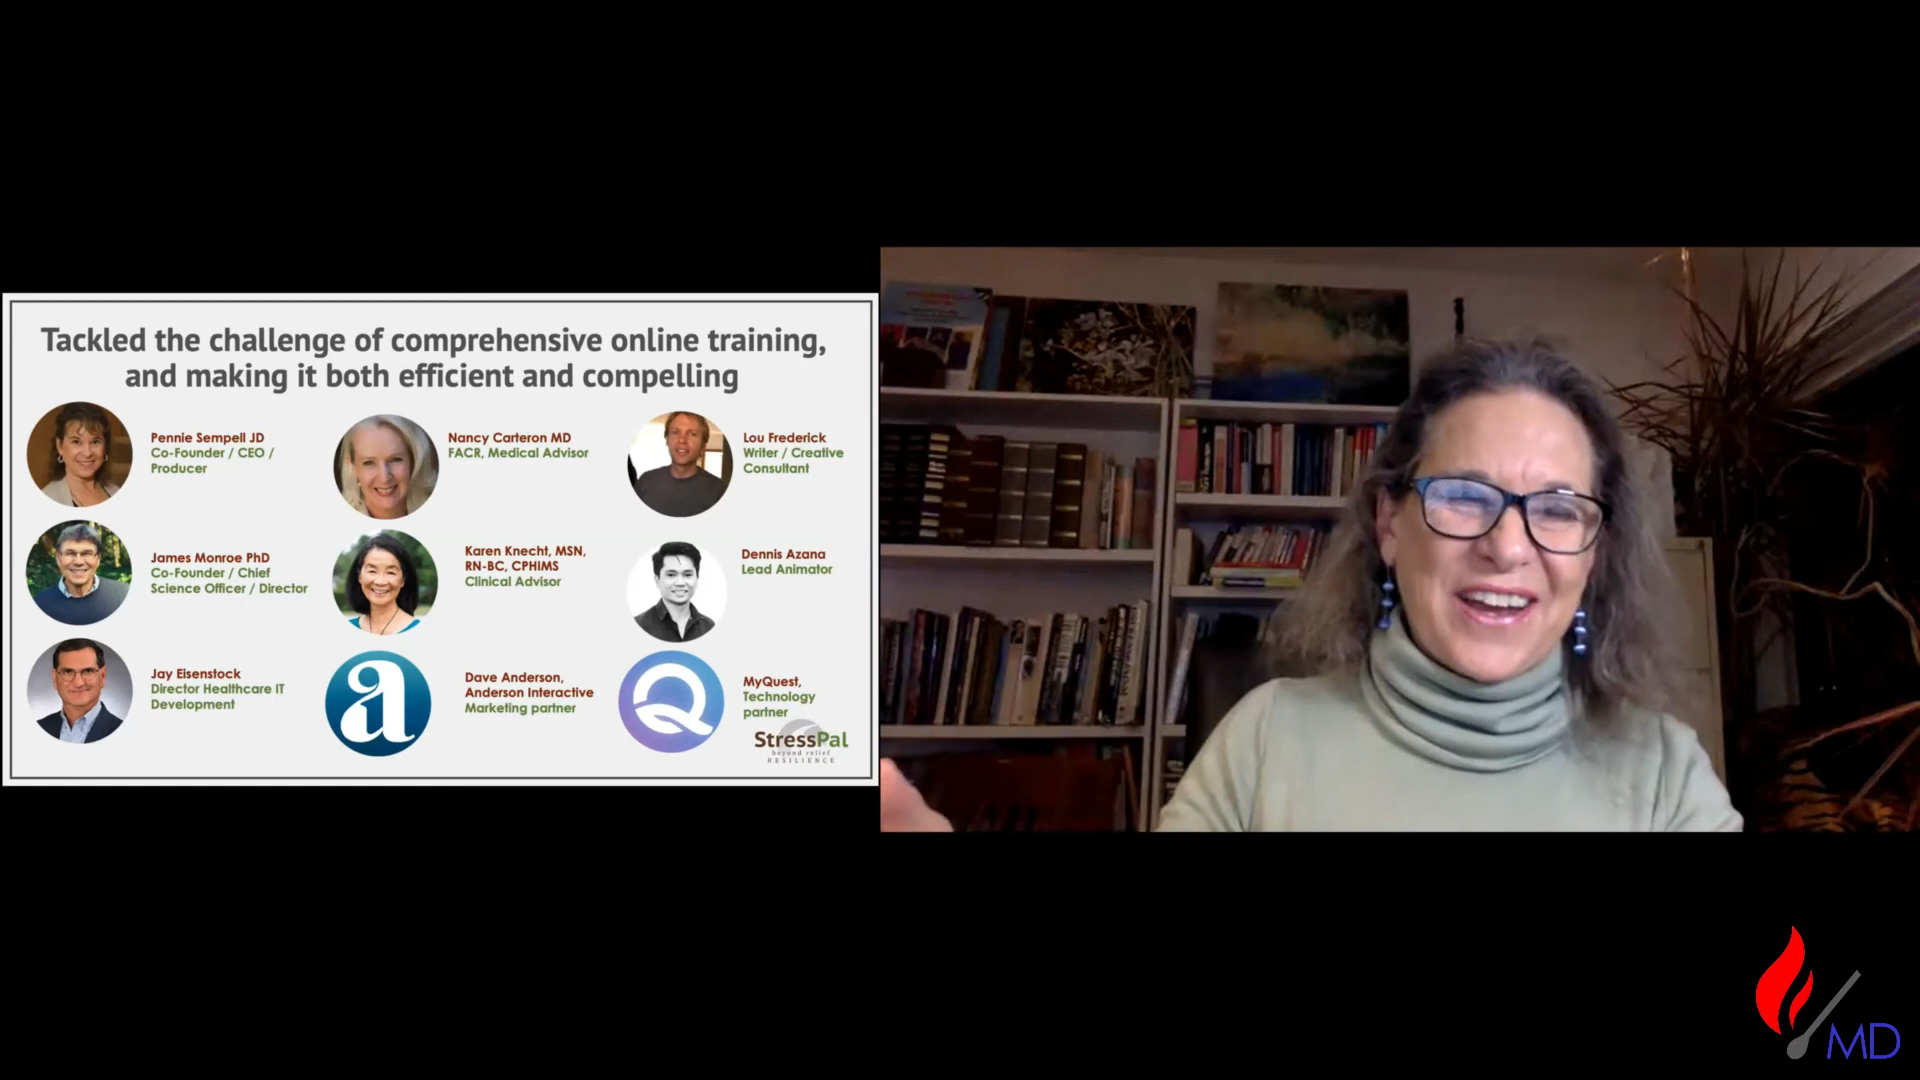 Tackled the challenge of comprehensive online training,
and making it both efficient and compelling
Pennie Sempell JD
Co-Founder / CEO /
Producer
Nancy Carteron MD
FACR, Medical Advisor
Lou Frederick
Writer / Creative
Consultant
James Monroe PhD
Co-Founder / Chief
Science Officer / Director
Karen Knecht, MSN,
RN-BC, CPHIMS
Clinical Advisor
Dennis Azana
Lead Animator
Jay Eisenstock
Director Healthcare IT
Development
a
Dave Anderson,
Anderson Interactive
Marketing partner
Q
MyQuest,
Technology
partner
StressPal
beyond relief
RESILIENCE
MD